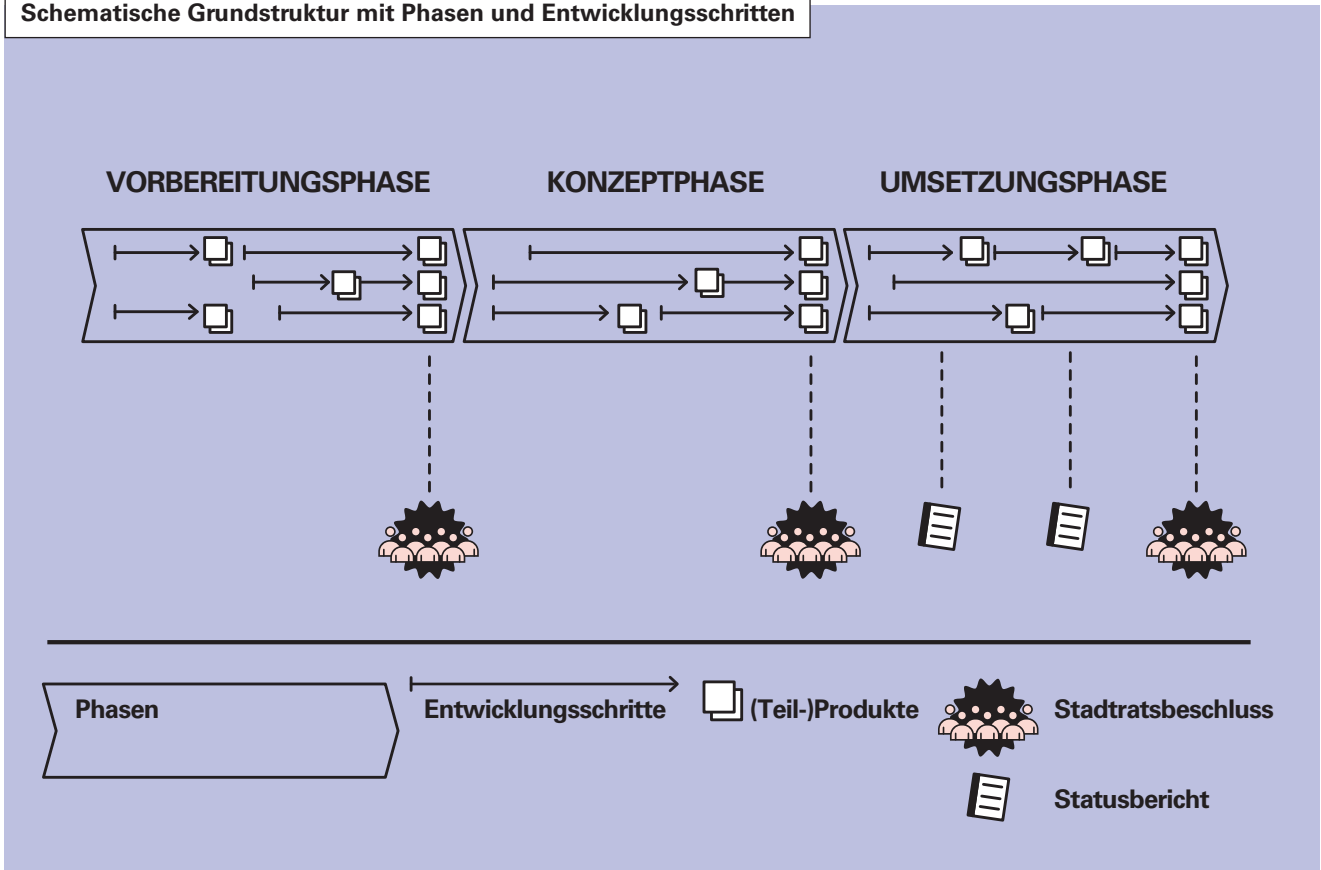 Schematische Grundstruktur mit Phasen und Entwicklungsschritten
VORBEREITUNGSPHASE
KONZEPTPHASE
UMSETZUNGSPHASE
Phasen
Entwicklungsschritte
(Teil-)Produkte
Stadtratsbeschluss
Statusbericht